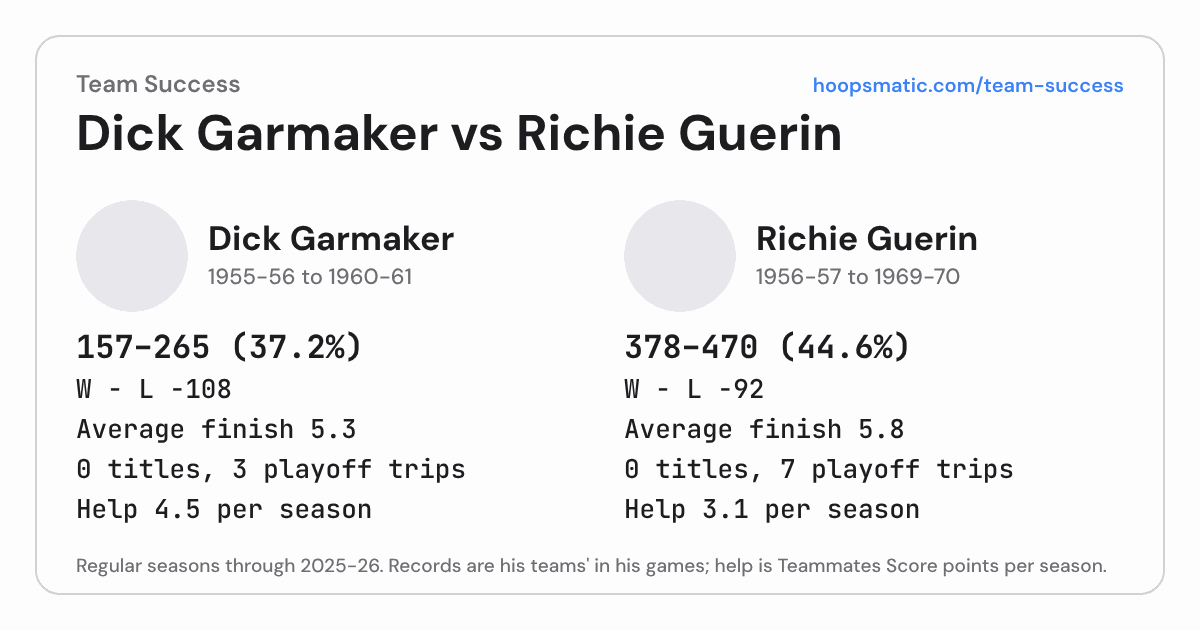 Team Success
hoopsmatic.com/team-success
Dick Garmaker vs Richie Guerin
Dick Garmaker
1955-56 to 1960-61
157-265 (37.2%)
W - L -108
Average finish 5.3
0 titles, 3 playoff trips
Help 4.5 per season
Richie Guerin
1956-57 to 1969-70
378-470 (44.6%)
W - L -92
Average finish 5.8
0 titles, 7 playoff trips
Help 3.1 per season
Regular seasons through 2025-26. Records are his teams' in his games; help is Teammates Score points per season.